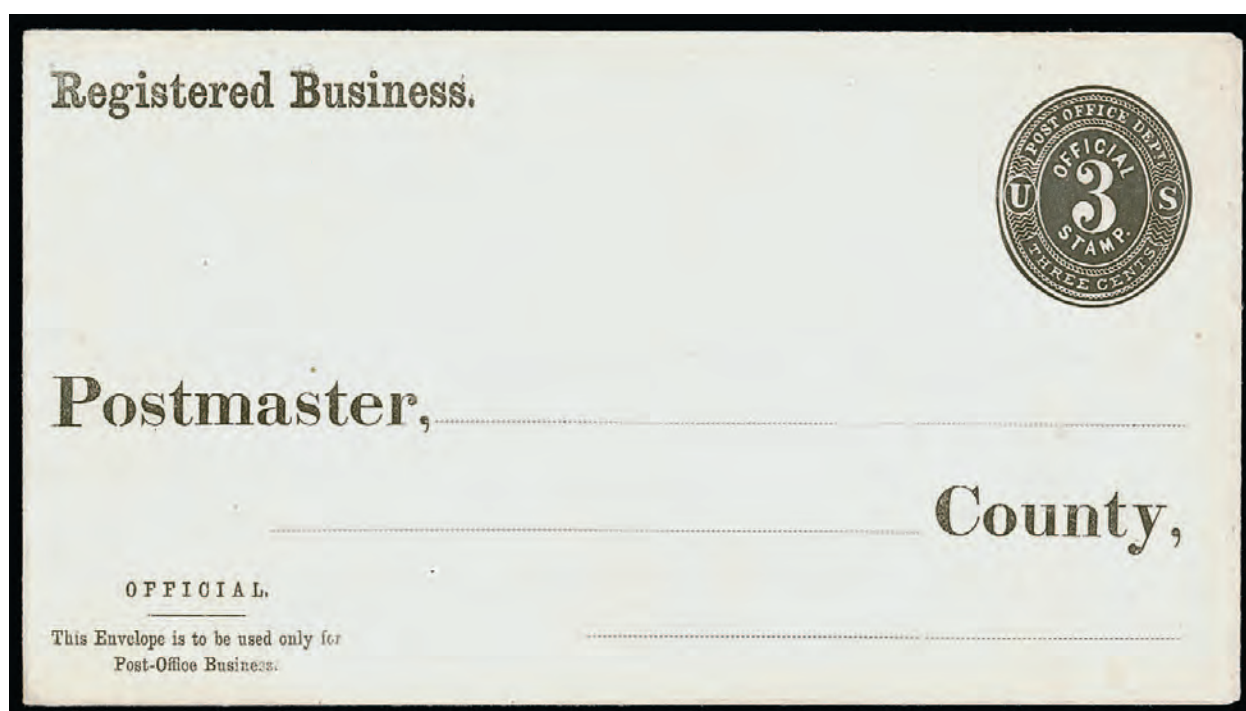 Registered Business.
POST OFFICE DEPT.
OFFICIAL
U 3 S
STAMP.
THREE CENTS
Postmaster,
County,
OFFICIAL.
This Envelope is to be used only for
Post-Office Business.